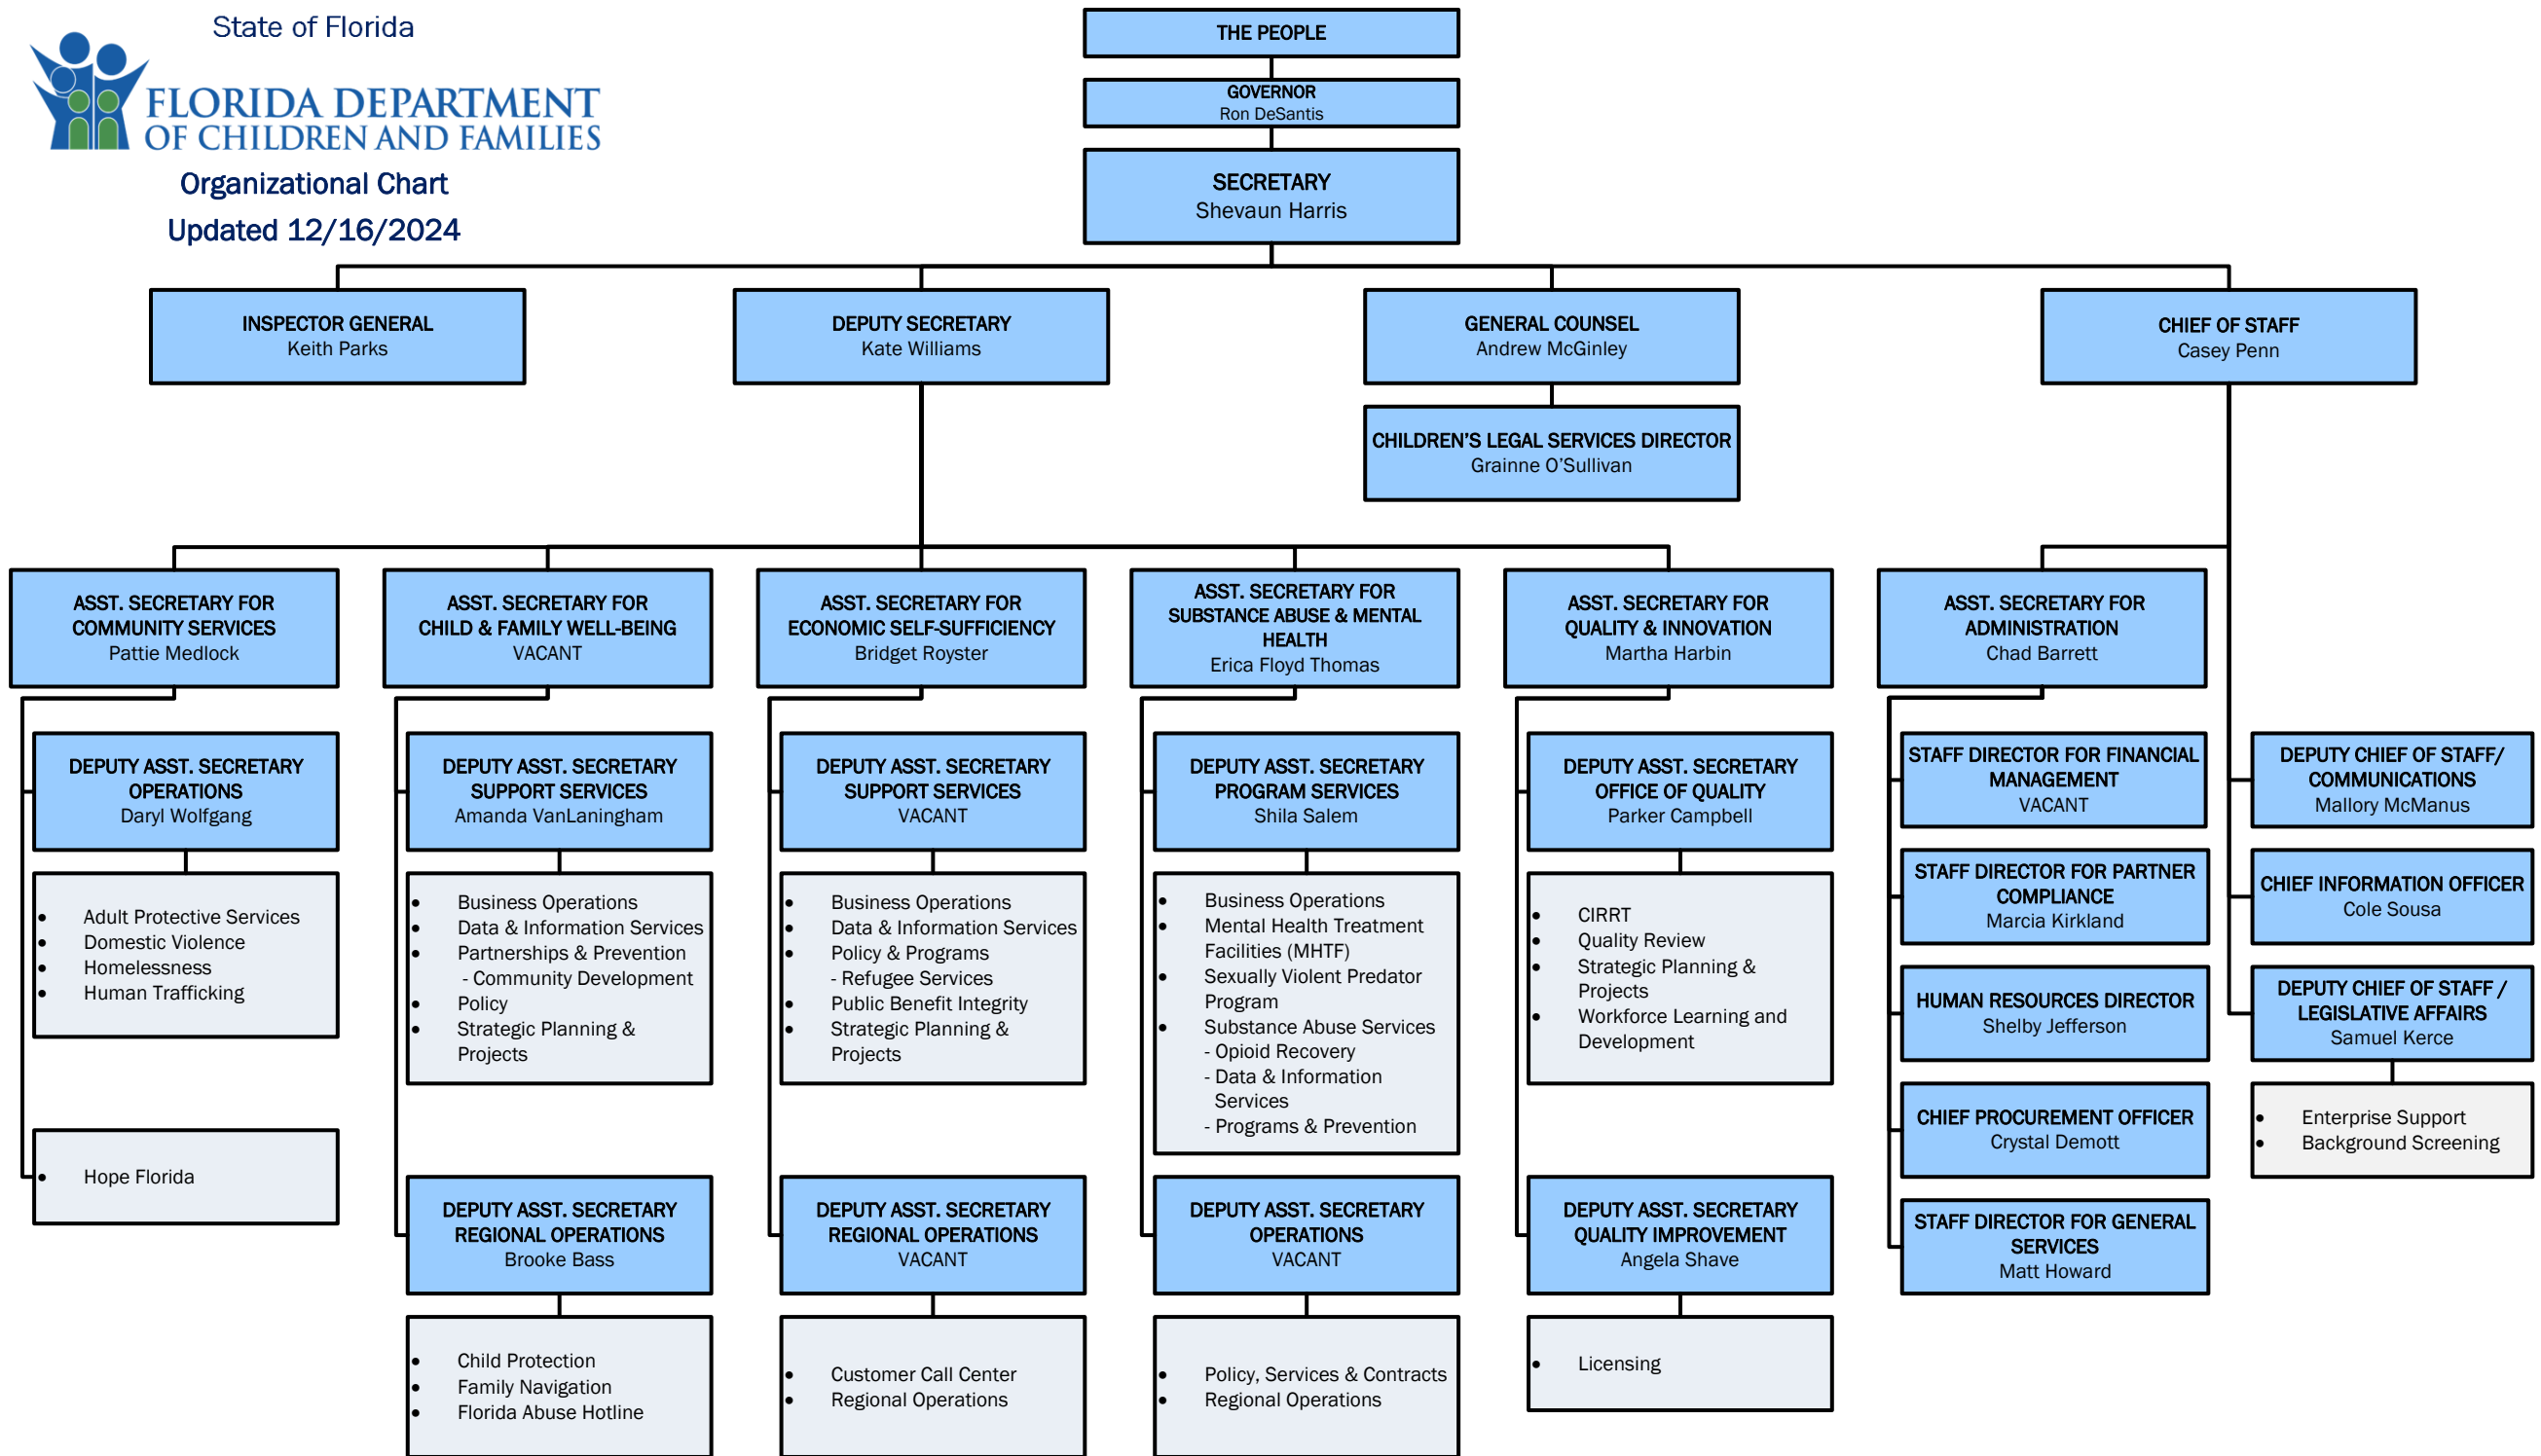 State of Florida
FLORIDA DEPARTMENT
OF CHILDREN AND FAMILIES
Organizational Chart
Updated 12/16/2024
THE PEOPLE
GOVERNOR
Ron DeSantis
SECRETARY
Shevaun Harris
INSPECTOR GENERAL
Keith Parks
DEPUTY SECRETARY
Kate Williams
GENERAL COUNSEL
Andrew McGinley
CHIEF OF STAFF
Casey Penn
CHILDREN’S LEGAL SERVICES DIRECTOR
Grainne O’Sullivan
ASST. SECRETARY FOR
COMMUNITY SERVICES
Pattie Medlock
DEPUTY ASST. SECRETARY
OPERATIONS
Daryl Wolfgang
• Adult Protective Services
• Domestic Violence
• Homelessness
• Human Trafficking
• Hope Florida
ASST. SECRETARY FOR
CHILD & FAMILY WELL-BEING
VACANT
DEPUTY ASST. SECRETARY
SUPPORT SERVICES
Amanda VanLaningham
• Business Operations
• Data & Information Services
• Partnerships & Prevention
- Community Development
• Policy
• Strategic Planning &
Projects
DEPUTY ASST. SECRETARY
REGIONAL OPERATIONS
Brooke Bass
• Child Protection
• Family Navigation
• Florida Abuse Hotline
ASST. SECRETARY FOR
ECONOMIC SELF-SUFFICIENCY
Bridget Royster
DEPUTY ASST. SECRETARY
SUPPORT SERVICES
VACANT
• Business Operations
• Data & Information Services
• Policy & Programs
- Refugee Services
• Public Benefit Integrity
• Strategic Planning &
Projects
DEPUTY ASST. SECRETARY
REGIONAL OPERATIONS
VACANT
• Customer Call Center
• Regional Operations
ASST. SECRETARY FOR
SUBSTANCE ABUSE & MENTAL
HEALTH
Erica Floyd Thomas
DEPUTY ASST. SECRETARY
PROGRAM SERVICES
Shila Salem
• Business Operations
• Mental Health Treatment
Facilities (MHTF)
• Sexually Violent Predator
Program
• Substance Abuse Services
- Opioid Recovery
- Data & Information
Services
- Programs & Prevention
DEPUTY ASST. SECRETARY
OPERATIONS
VACANT
• Policy, Services & Contracts
• Regional Operations
ASST. SECRETARY FOR
QUALITY & INNOVATION
Martha Harbin
DEPUTY ASST. SECRETARY
OFFICE OF QUALITY
Parker Campbell
• CIRRT
• Quality Review
• Strategic Planning &
Projects
• Workforce Learning and
Development
DEPUTY ASST. SECRETARY
QUALITY IMPROVEMENT
Angela Shave
• Licensing
ASST. SECRETARY FOR
ADMINISTRATION
Chad Barrett
STAFF DIRECTOR FOR FINANCIAL
MANAGEMENT
VACANT
STAFF DIRECTOR FOR PARTNER
COMPLIANCE
Marcia Kirkland
HUMAN RESOURCES DIRECTOR
Shelby Jefferson
CHIEF PROCUREMENT OFFICER
Crystal Demott
STAFF DIRECTOR FOR GENERAL
SERVICES
Matt Howard
DEPUTY CHIEF OF STAFF/
COMMUNICATIONS
Mallory McManus
CHIEF INFORMATION OFFICER
Cole Sousa
DEPUTY CHIEF OF STAFF /
LEGISLATIVE AFFAIRS
Samuel Kerce
• Enterprise Support
• Background Screening